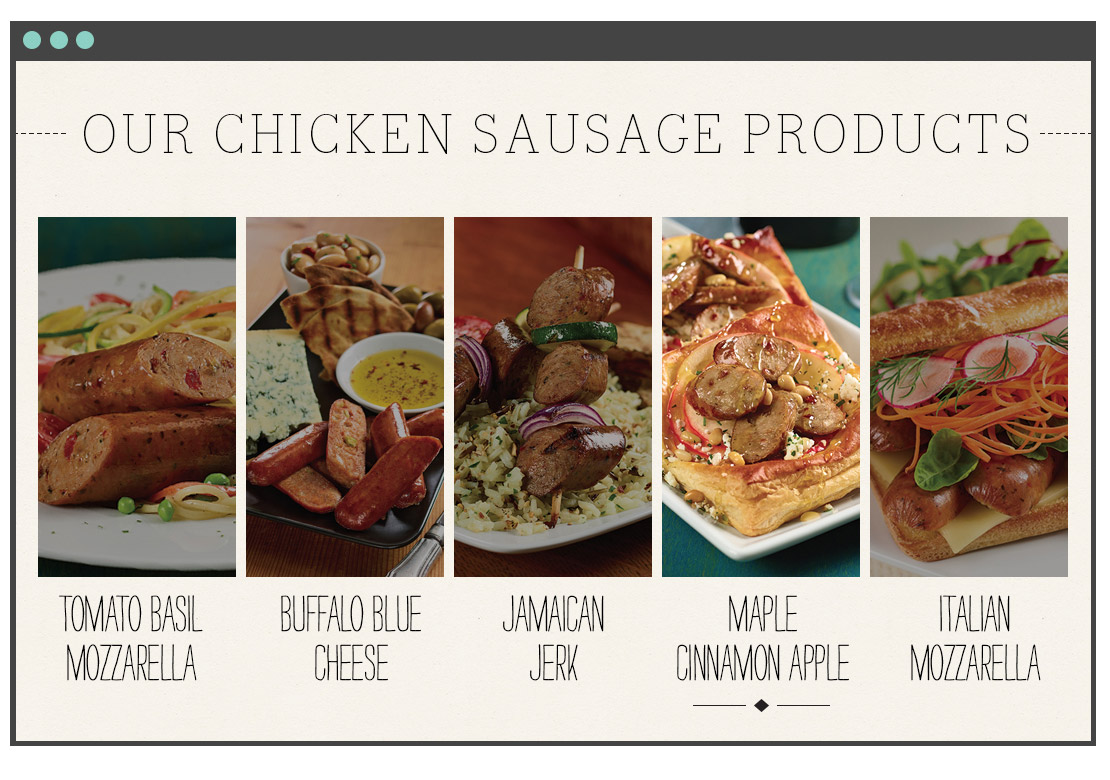 OUR CHICKEN SAUSAGE PRODUCTS
TOMATO BASIL
MOZZARELLA
BUFFALO BLUE
CHEESE
JAMAICAN
JERK
MAPLE
CINNAMON APPLE
ITALIAN
MOZZARELLA